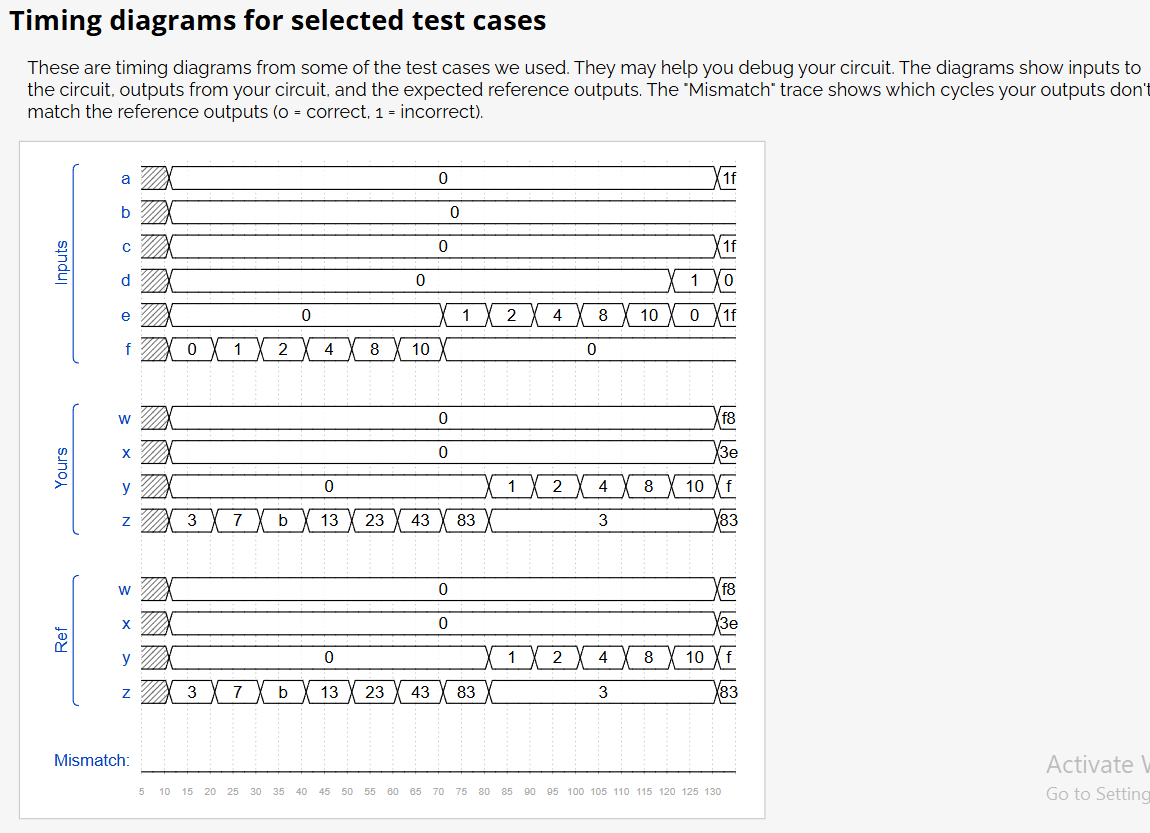 Timing diagrams for selected test cases
These are timing diagrams from some of the test cases we used. They may help you debug your circuit. The diagrams show inputs to
the circuit, outputs from your circuit, and the expected reference outputs. The "Mismatch" trace shows which cycles your outputs don't
match the reference outputs (0 = correct, 1 = incorrect).
Inputs
a 0 1f
b 0
c 0 1f
d 0 1 0
e 0 1 2 4 8 10 0 1f
f 0 1 2 4 8 10 0
Yours
w 0 f8
x 0 3e
y 0 1 2 4 8 10 f
z 3 7 b 13 23 43 83 3 83
Ref
w 0 f8
x 0 3e
y 0 1 2 4 8 10 f
z 3 7 b 13 23 43 83 3 83
Mismatch:
5 10 15 20 25 30 35 40 45 50 55 60 65 70 75 80 85 90 95 100 105 110 115 120 125 130
Activate
Go to Setting